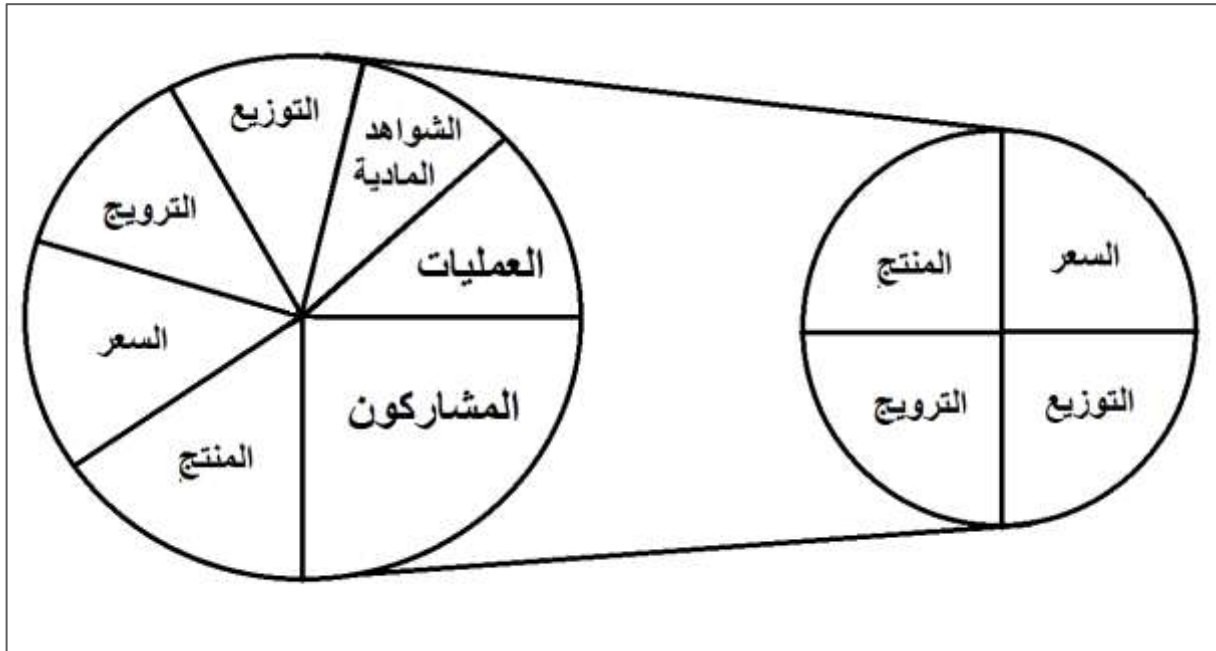 المنتج
السعر
الترويج
التوزيع
التوزيع
الشواهد
المادية
الترويج
العمليات
السعر
المشاركون
المنتج